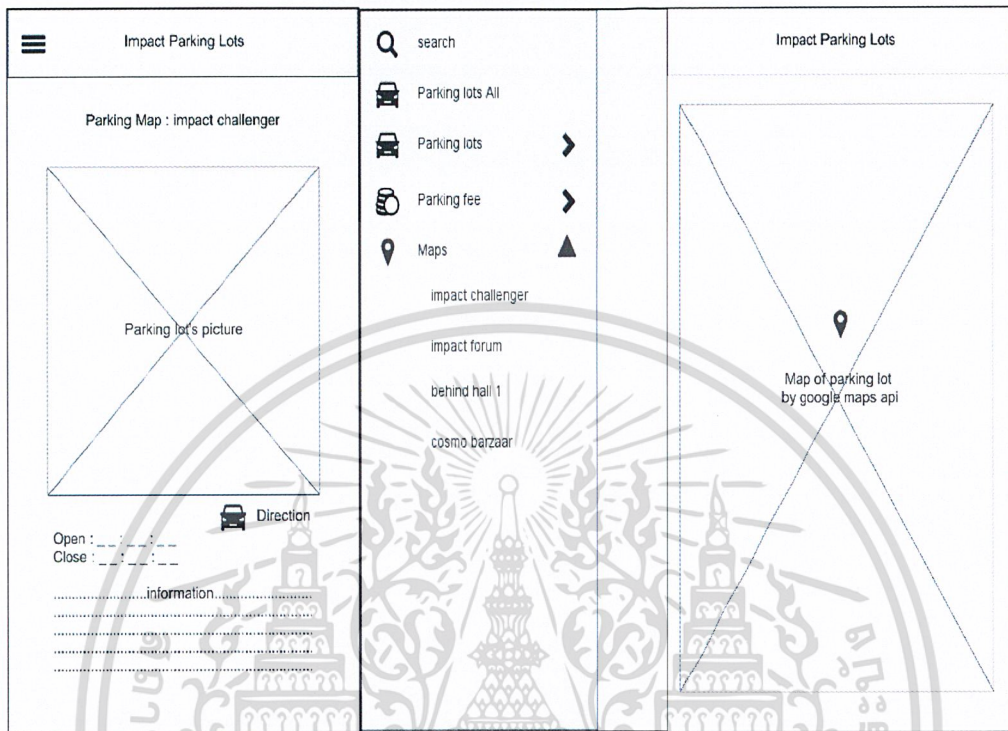 Impact Parking Lots
Parking Map : impact challenger
Parking lot's picture
Direction
Open : __:__:__
Close : __:__:__
information
search
Parking lots All
Parking lots
Parking fee
Maps
impact challenger
impact forum
behind hall 1
cosmo barzaar
Impact Parking Lots
Map of parking lot
by google maps api